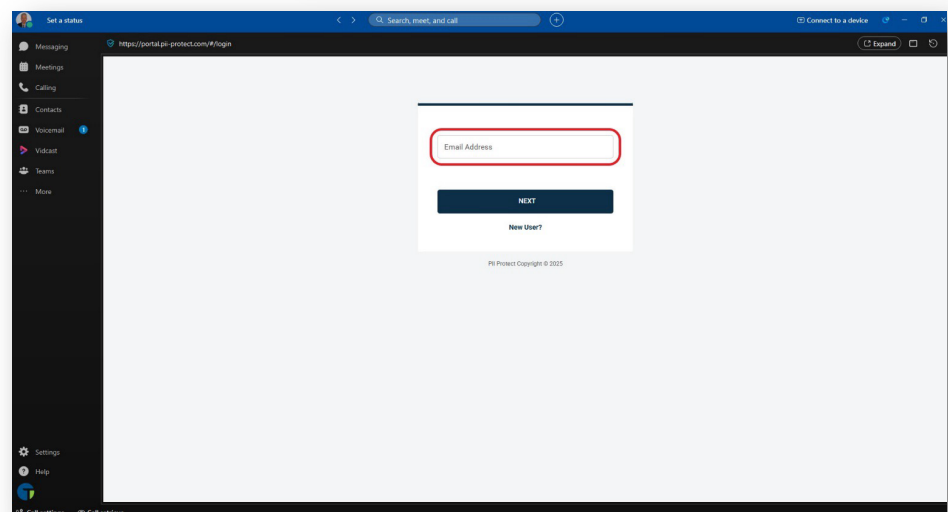 Set a status
Search, meet, and call
Connect to a device
Messaging
https://portal.pii-protect.com/#/login
Expand
Meetings
Calling
Contacts
Voicemail 1
Vidcast
Teams
More
Email Address
NEXT
New User?
PII Protect Copyright © 2025
Settings
Help